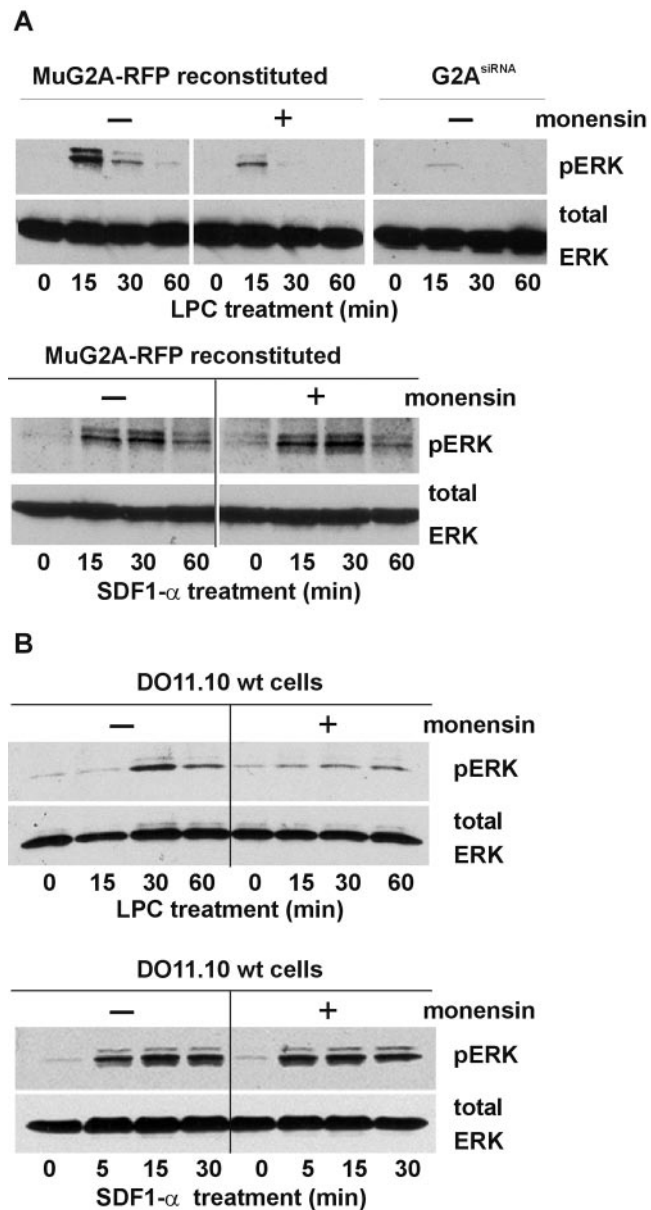 A
MuG2A-RFP reconstituted G2A^siRNA
— + — monensin
pERK
total
ERK
0 15 30 60 0 15 30 60 0 15 30 60
LPC treatment (min)
MuG2A-RFP reconstituted
— + monensin
pERK
total
ERK
0 15 30 60 0 15 30 60
SDF1-α treatment (min)
B
DO11.10 wt cells
— + monensin
pERK
total
ERK
0 15 30 60 0 15 30 60
LPC treatment (min)
DO11.10 wt cells
— + monensin
pERK
total
ERK
0 5 15 30 0 5 15 30
SDF1-α treatment (min)